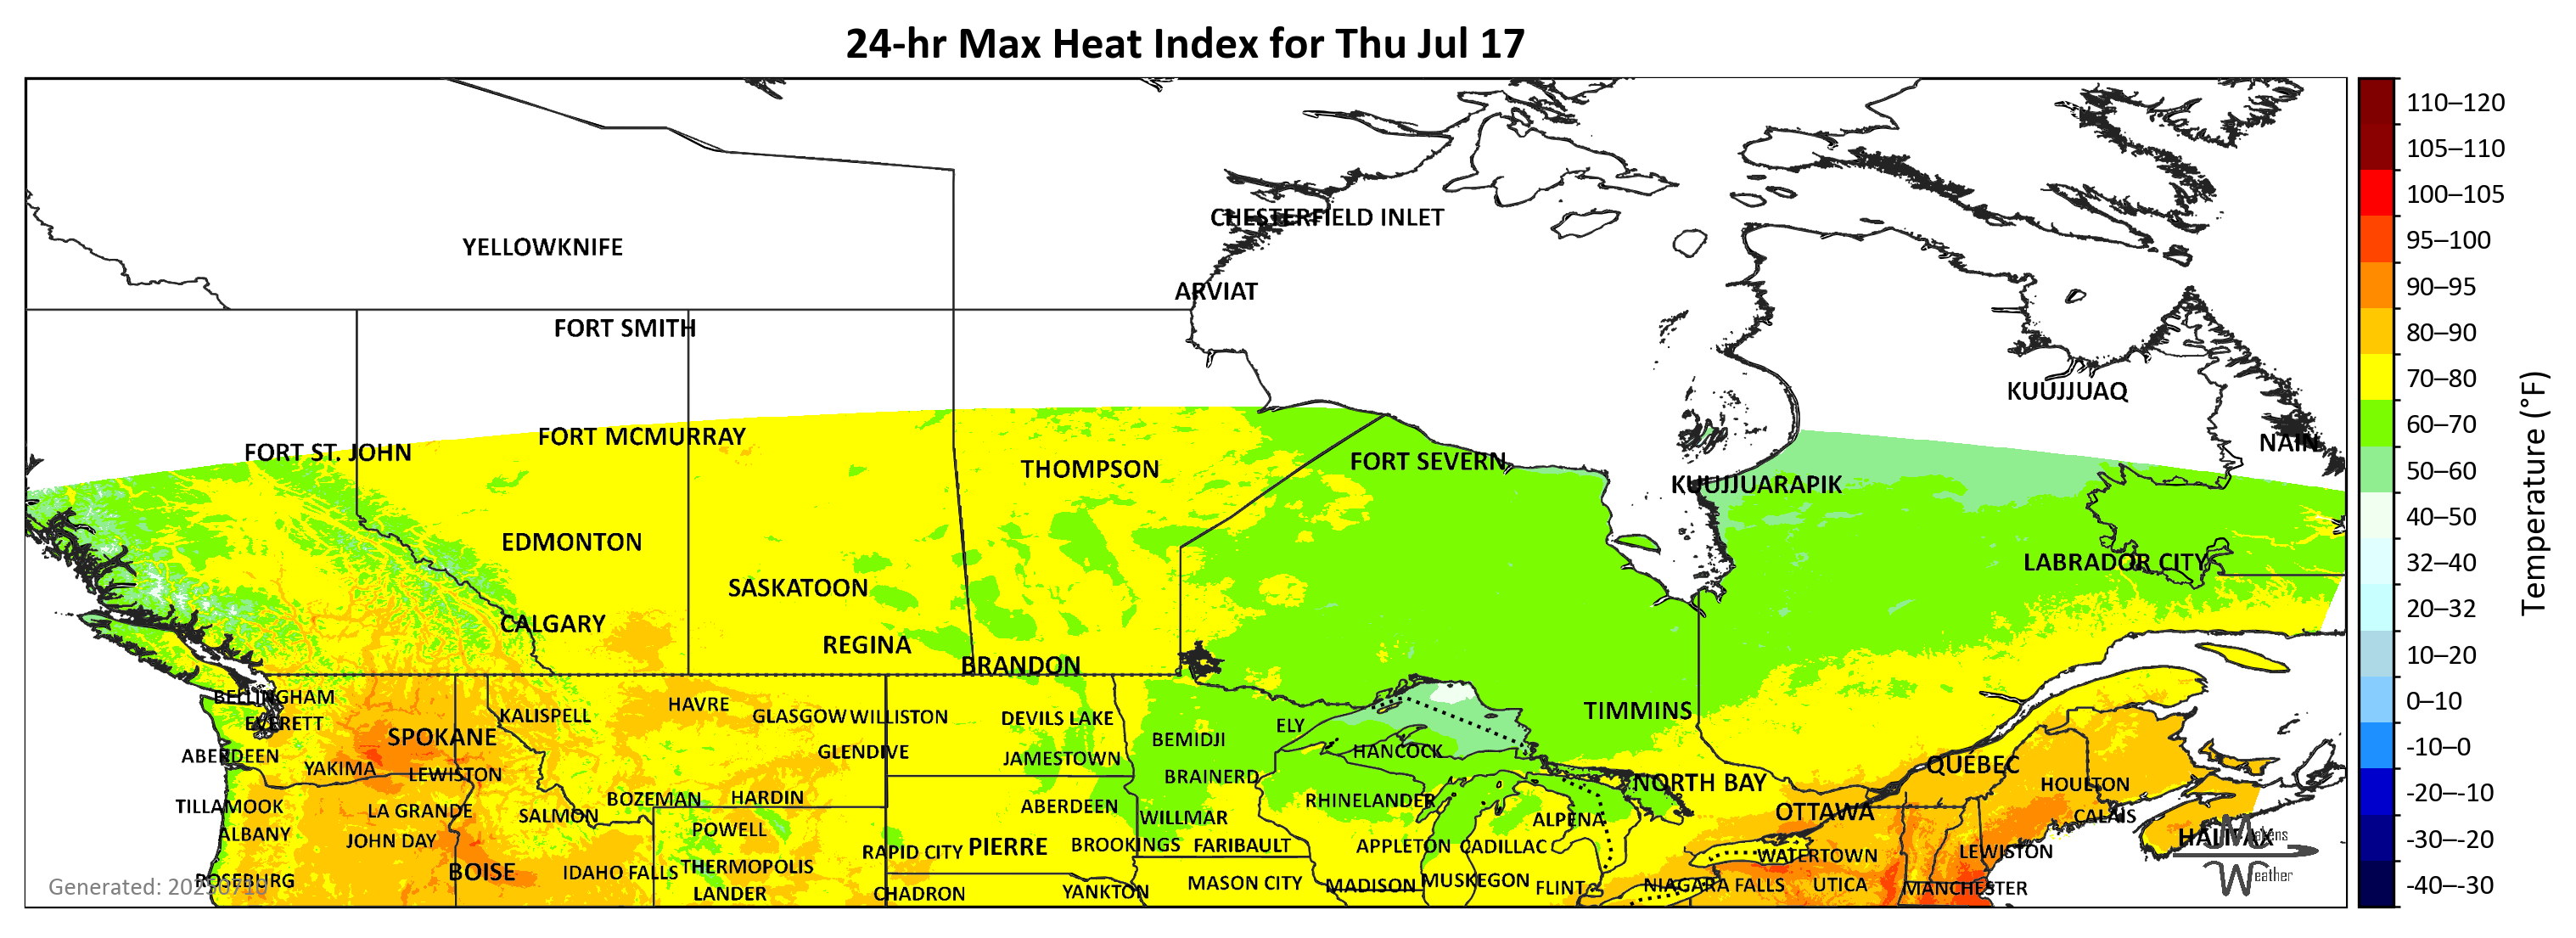 24-hr Max Heat Index for Thu Jul 17
CHESTERFIELD INLET
YELLOWKNIFE
ARVIAT
FORT SMITH
KUUJJUAQ
FORT MCMURRAY
NAIN
FORT ST. JOHN
FORT SEVERN
THOMPSON
KUUJJUARAPIK
EDMONTON
LABRADOR CITY
SASKATOON
CALGARY
REGINA
BRANDON
BELLINGHAM
HAVRE
TIMMINS
KALISPELL
GLASGOW WILLISTON
DEVILS LAKE
EVERETT
ELY
SPOKANE
BEMIDJI
HANCOCK
ABERDEEN
GLENDIVE
JAMESTOWN
QUÉBEC
YAKIMA
LEWISTON
BRAINERD
NORTH BAY
HOULTON
BOZEMAN
HARDIN
RHINELANDER
TILLAMOOK
ABERDEEN
LA GRANDE
SALMON
WILLMAR
ALPENA
OTTAWA
CALAIS
ALBANY
POWELL
JOHN DAY
HALIFAX
Makens
Weather
RAPID CITY
PIERRE
BROOKINGS
FARIBAULT
APPLETON
CADILLAC
WATERTOWN
LEWISTON
BOISE
IDAHO FALLS
THERMOPOLIS
ROSEBURG
MASON CITY
MADISON
MUSKEGON
FLINT
NIAGARA FALLS
UTICA
MANCHESTER
LANDER
CHADRON
YANKTON
Generated: 20250710
110–120
105–110
100–105
95–100
90–95
80–90
70–80
60–70
50–60
40–50
32–40
20–32
10–20
0–10
-10–0
-20–-10
-30–-20
-40–-30
Temperature (°F)